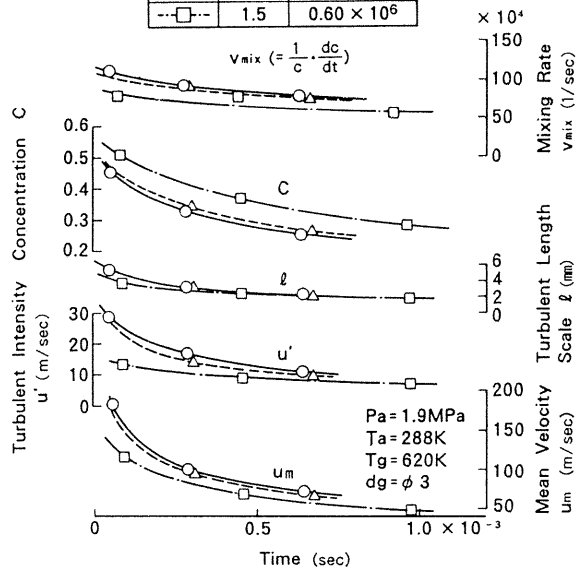 1.5 0.60 × 10⁶
× 10⁴
Vmix (= 1/c · dc/dt)
150
100
50
0
Mixing Rate
Vmix (1/sec)
0.6
0.5
0.4
0.3
0.2
Concentration C
C
6
4
2
0
Turbulent Length
Scale ℓ (mm)
ℓ
30
20
10
0
Turbulent Intensity
u' (m/sec)
u'
200
150
100
50
Mean Velocity
um (m/sec)
um
Pa = 1.9MPa
Ta = 288K
Tg = 620K
dg = φ 3
0 0.5 1.0 × 10⁻³
Time (sec)